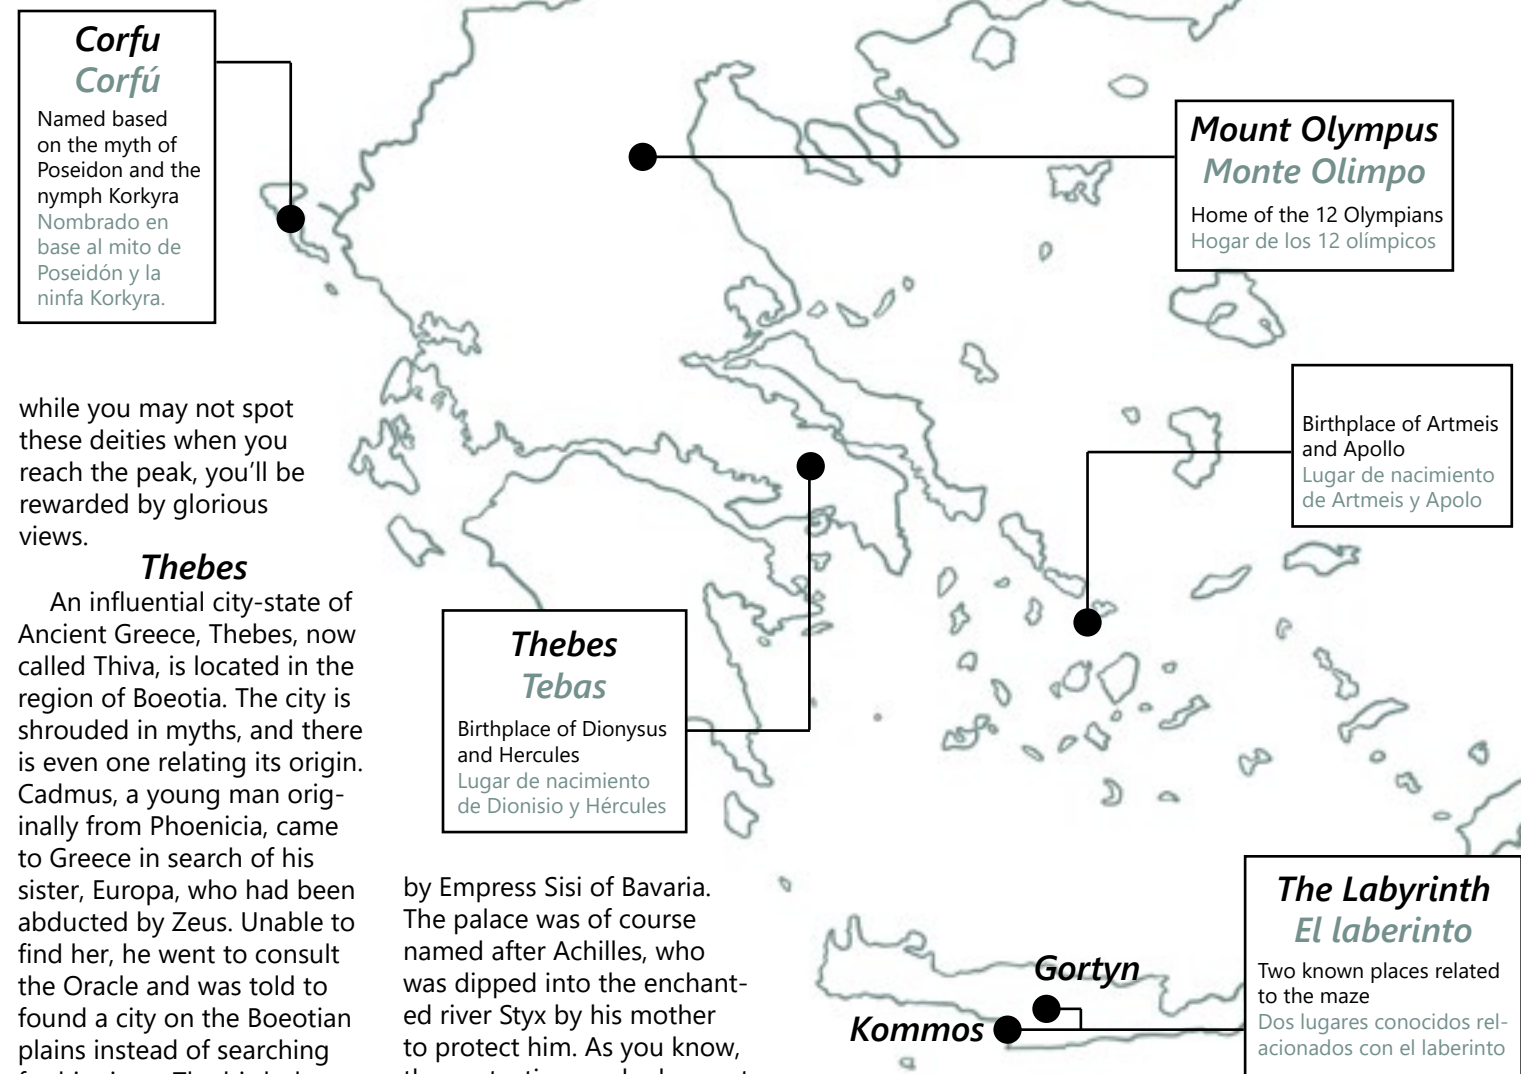 Corfu
Corfú
Named based
on the myth of
Poseidon and the
nymph Korkyra
Nombrado en
base al mito de
Poseidón y la
ninfa Korkyra.
Mount Olympus
Monte Olimpo
Home of the 12 Olympians
Hogar de los 12 olímpicos
Birthplace of Artmeis
and Apollo
Lugar de nacimiento
de Artmeis y Apolo
while you may not spot
these deities when you
reach the peak, you’ll be
rewarded by glorious
views.
Thebes
An influential city-state of
Ancient Greece, Thebes, now
called Thiva, is located in the
region of Boeotia. The city is
shrouded in myths, and there
is even one relating its origin.
Cadmus, a young man orig-
inally from Phoenicia, came
to Greece in search of his
sister, Europa, who had been
abducted by Zeus. Unable to
find her, he went to consult
the Oracle and was told to
found a city on the Boeotian
plains instead of searching
Thebes
Tebas
Birthplace of Dionysus
and Hercules
Lugar de nacimiento
de Dionisio y Hércules
by Empress Sisi of Bavaria.
The palace was of course
named after Achilles, who
was dipped into the enchant-
ed river Styx by his mother
to protect him. As you know,
Gortyn
Kommos
The Labyrinth
El laberinto
Two known places related
to the maze
Dos lugares conocidos rel-
acionados con el laberinto